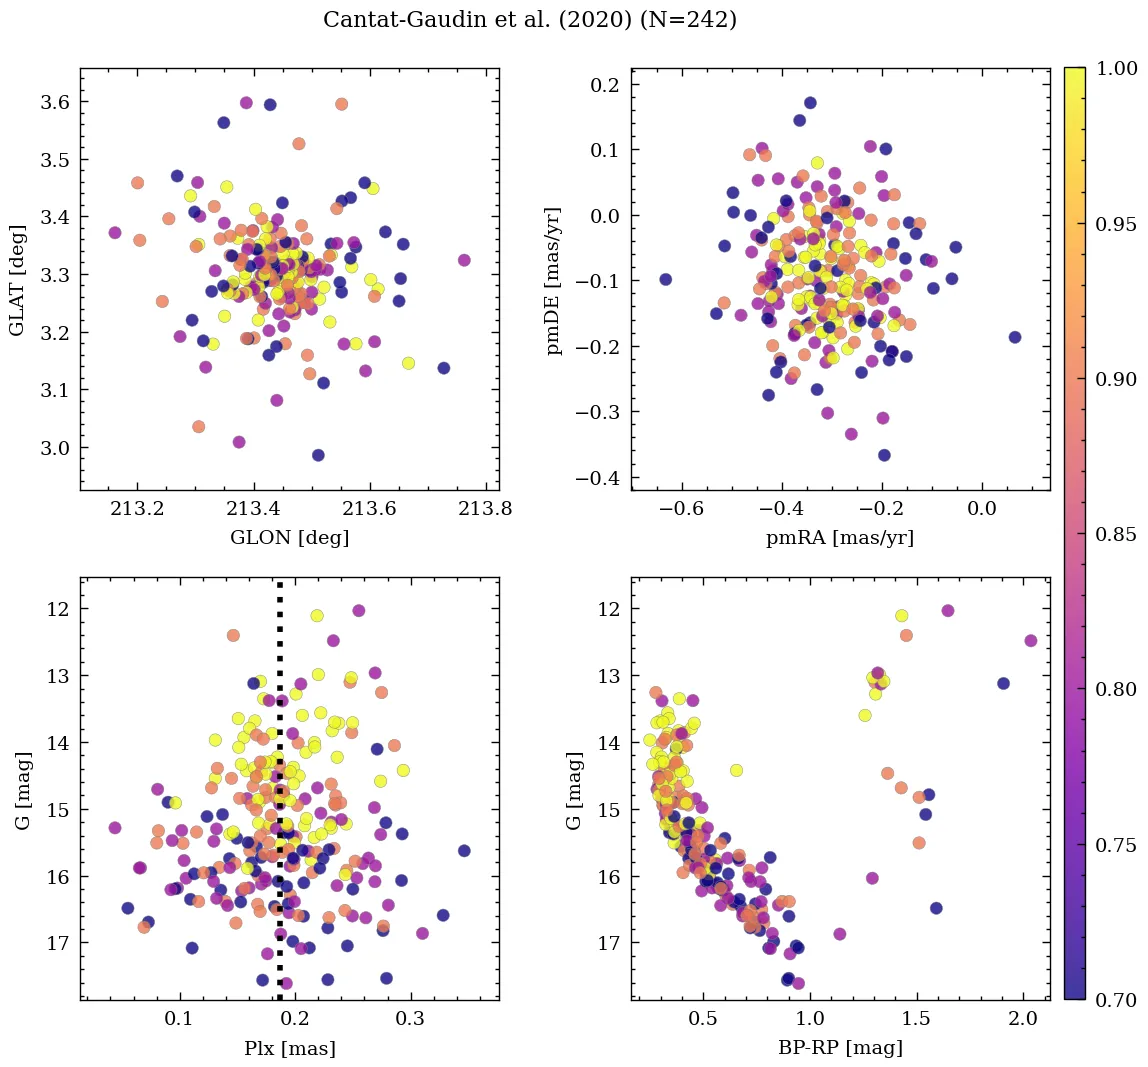 Cantat-Gaudin et al. (2020) (N=242)
3.6
3.5
3.4
3.3
3.2
3.1
3.0
GLAT [deg]
213.2 213.4 213.6 213.8
GLON [deg]
0.2
0.1
0.0
−0.1
−0.2
−0.3
−0.4
pmDE [mas/yr]
−0.6 −0.4 −0.2 0.0
pmRA [mas/yr]
1.00
0.95
0.90
0.85
0.80
0.75
0.70
12
13
14
15
16
17
G [mag]
0.1 0.2 0.3
Plx [mas]
12
13
14
15
16
17
G [mag]
0.5 1.0 1.5 2.0
BP-RP [mag]